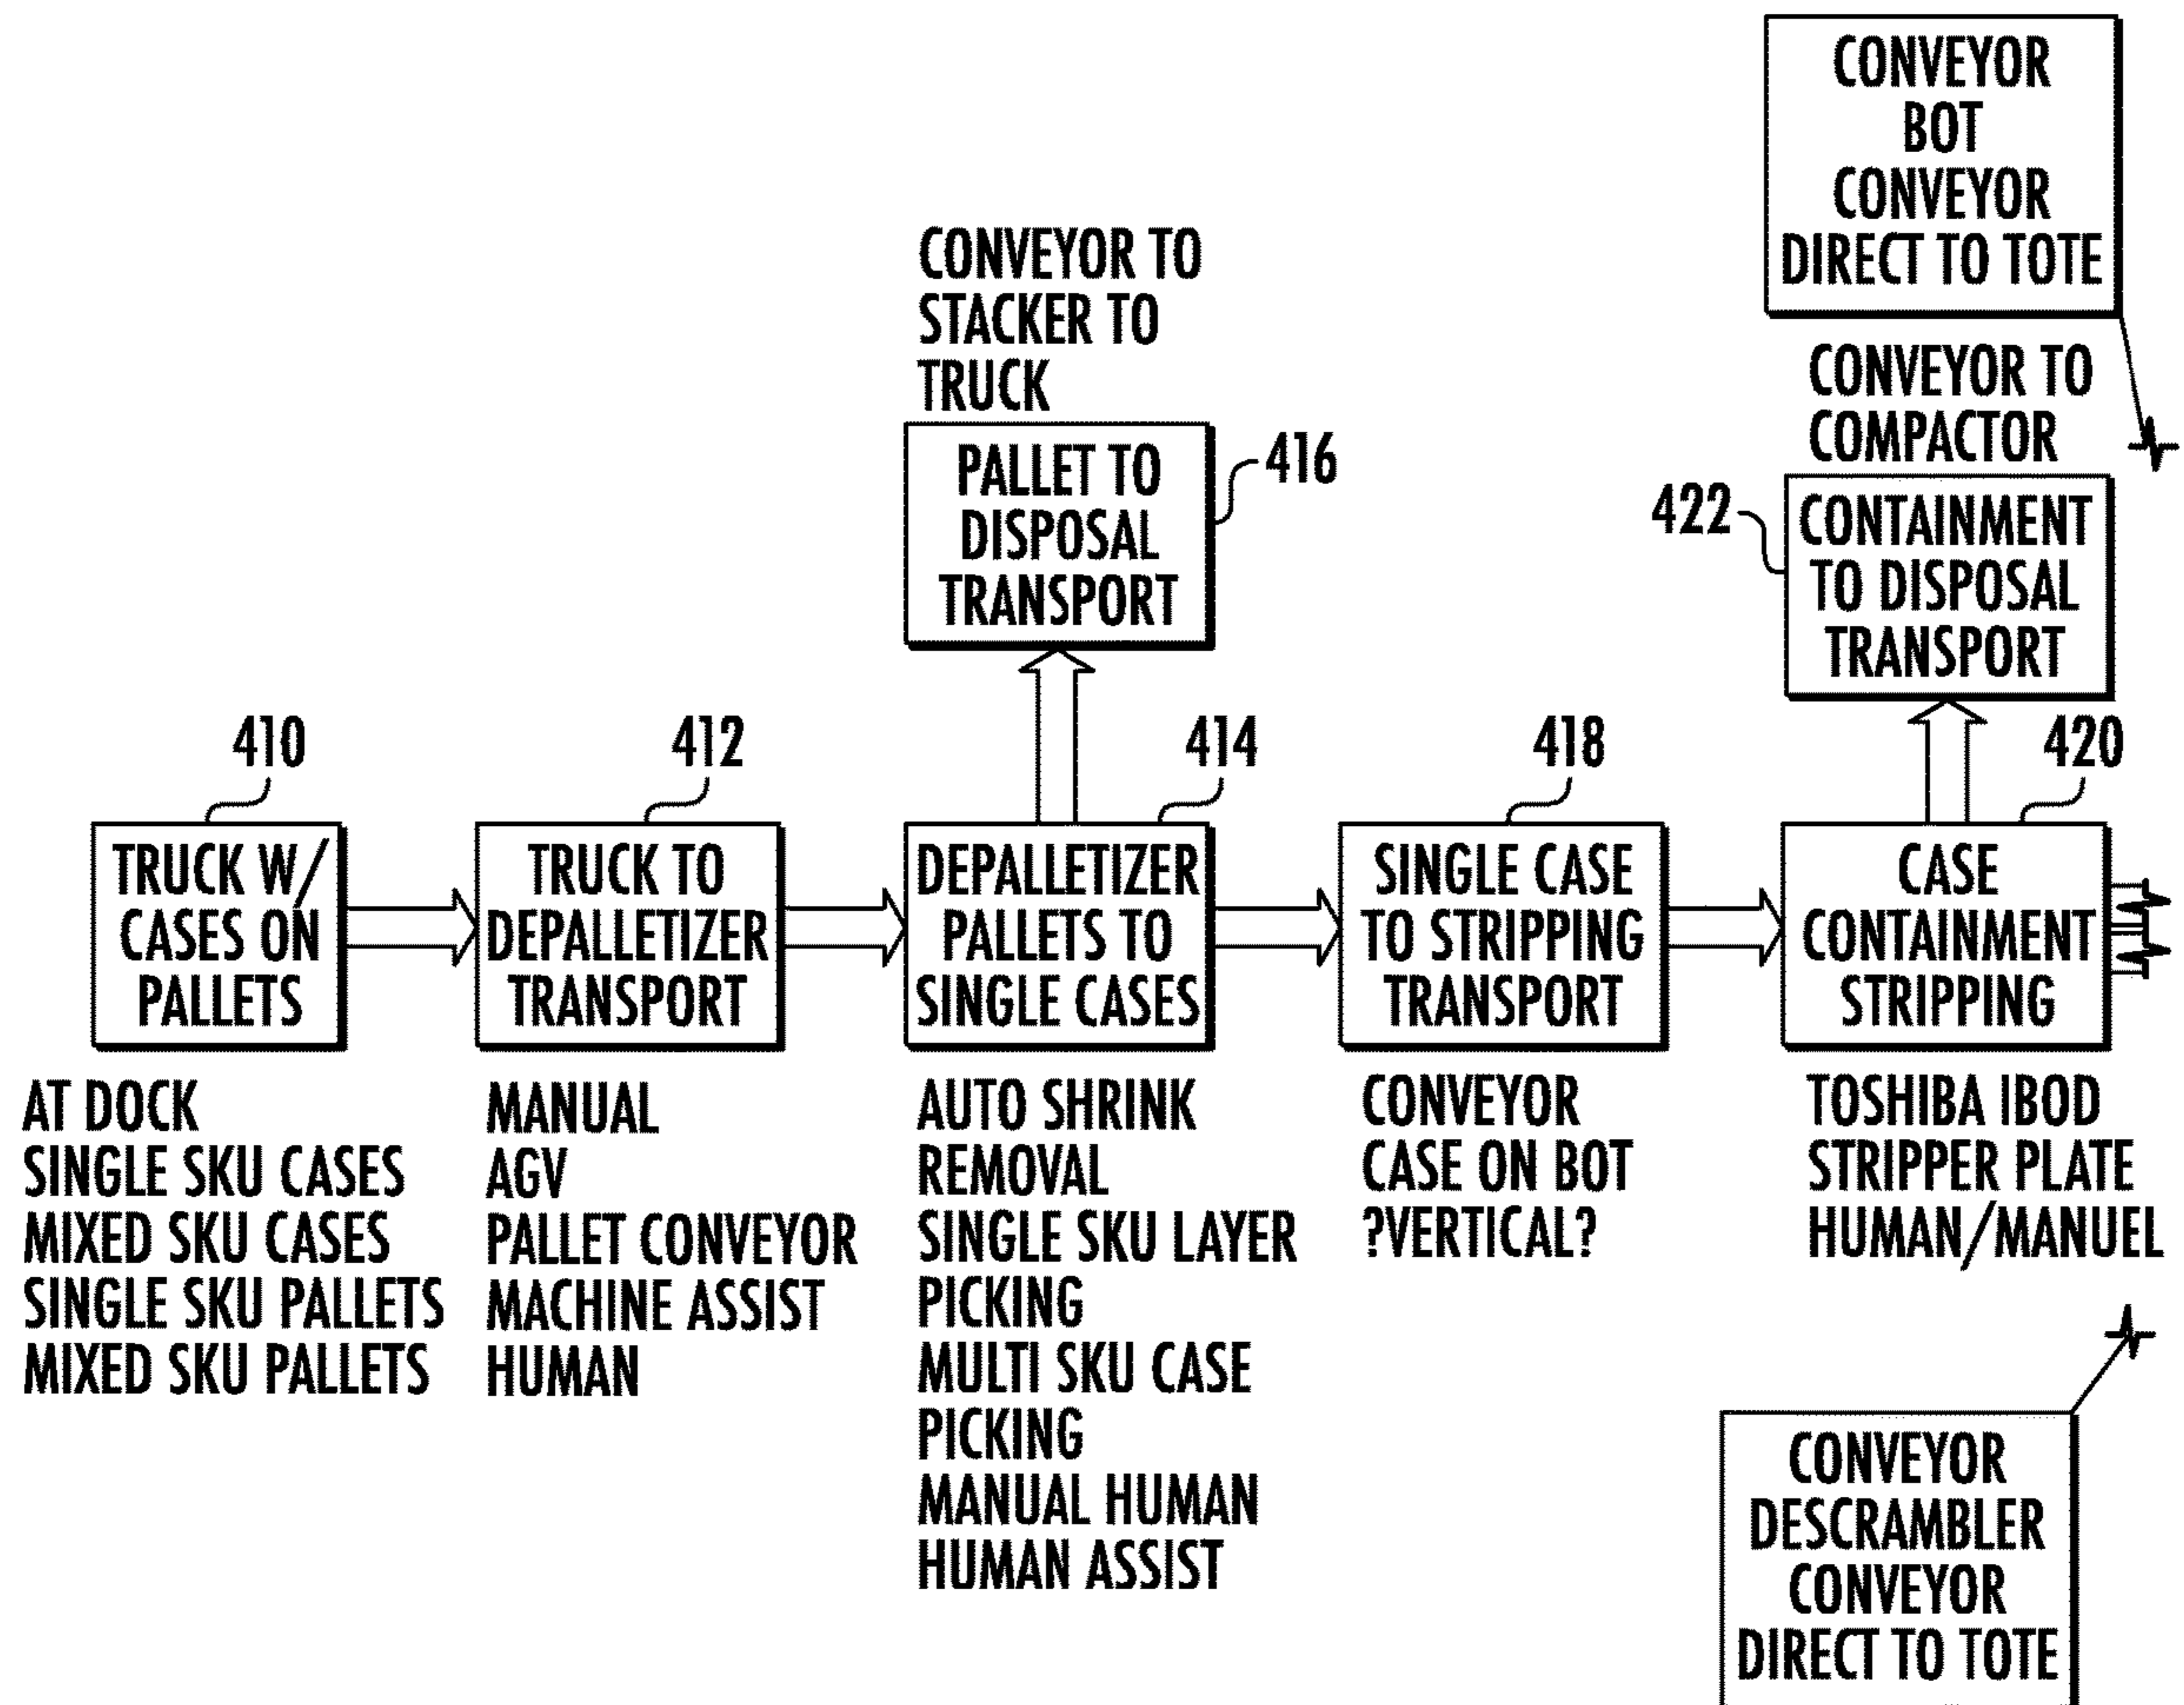 CONVEYOR
BOT
CONVEYOR
DIRECT TO TOTE
CONVEYOR TO
STACKER TO
TRUCK
CONVEYOR TO
COMPACTOR
PALLET TO
DISPOSAL
TRANSPORT
416
422
CONTAINMENT
TO DISPOSAL
TRANSPORT
410
412
414
418
420
TRUCK W/
CASES ON
PALLETS
TRUCK TO
DEPALLETIZER
TRANSPORT
DEPALLETIZER
PALLETS TO
SINGLE CASES
SINGLE CASE
TO STRIPPING
TRANSPORT
CASE
CONTAINMENT
STRIPPING
AT DOCK
SINGLE SKU CASES
MIXED SKU CASES
SINGLE SKU PALLETS
MIXED SKU PALLETS
MANUAL
AGV
PALLET CONVEYOR
MACHINE ASSIST
HUMAN
AUTO SHRINK
REMOVAL
SINGLE SKU LAYER
PICKING
MULTI SKU CASE
PICKING
MANUAL HUMAN
HUMAN ASSIST
CONVEYOR
CASE ON BOT
?VERTICAL?
TOSHIBA IBOD
STRIPPER PLATE
HUMAN/MANUEL
CONVEYOR
DESCRAMBLER
CONVEYOR
DIRECT TO TOTE